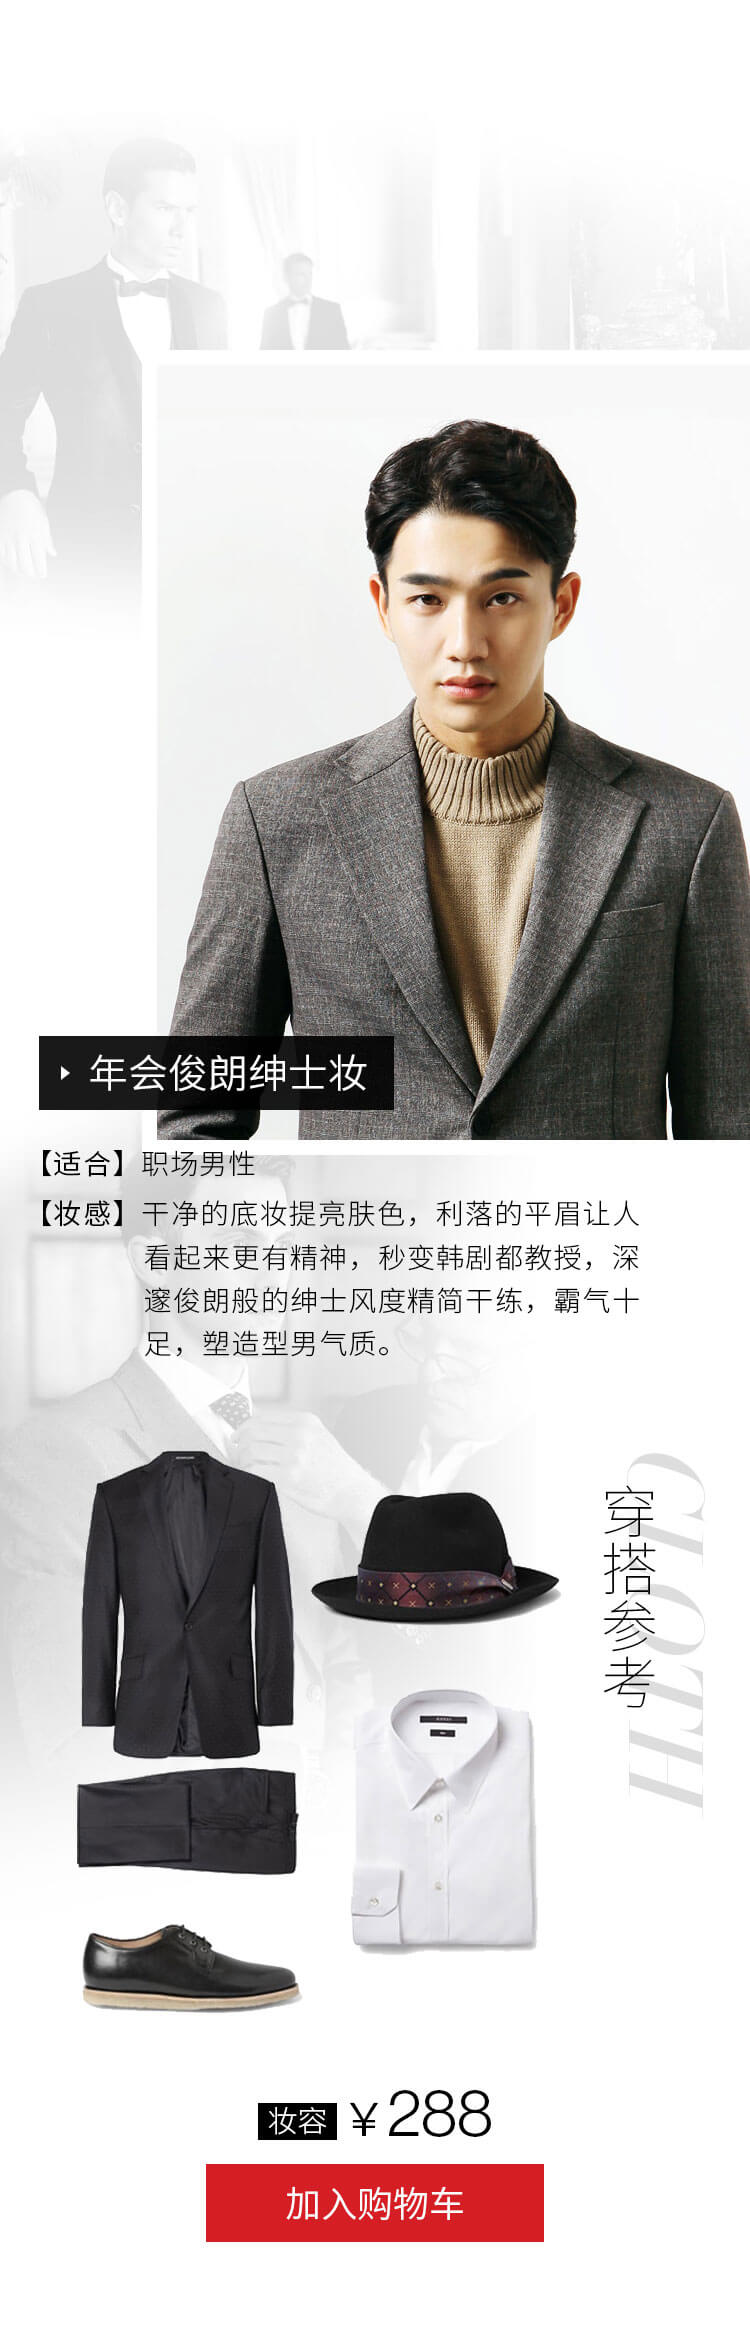 年会俊朗绅士妆
【适合】职场男性
【妆感】干净的底妆提亮肤色，利落的平眉让人
看起来更有精神，秒变韩剧都教授，深
邃俊朗般的绅士风度精简干练，霸气十
足，塑造型男气质。
穿搭参考
CLOTH
妆容 ¥288
加入购物车